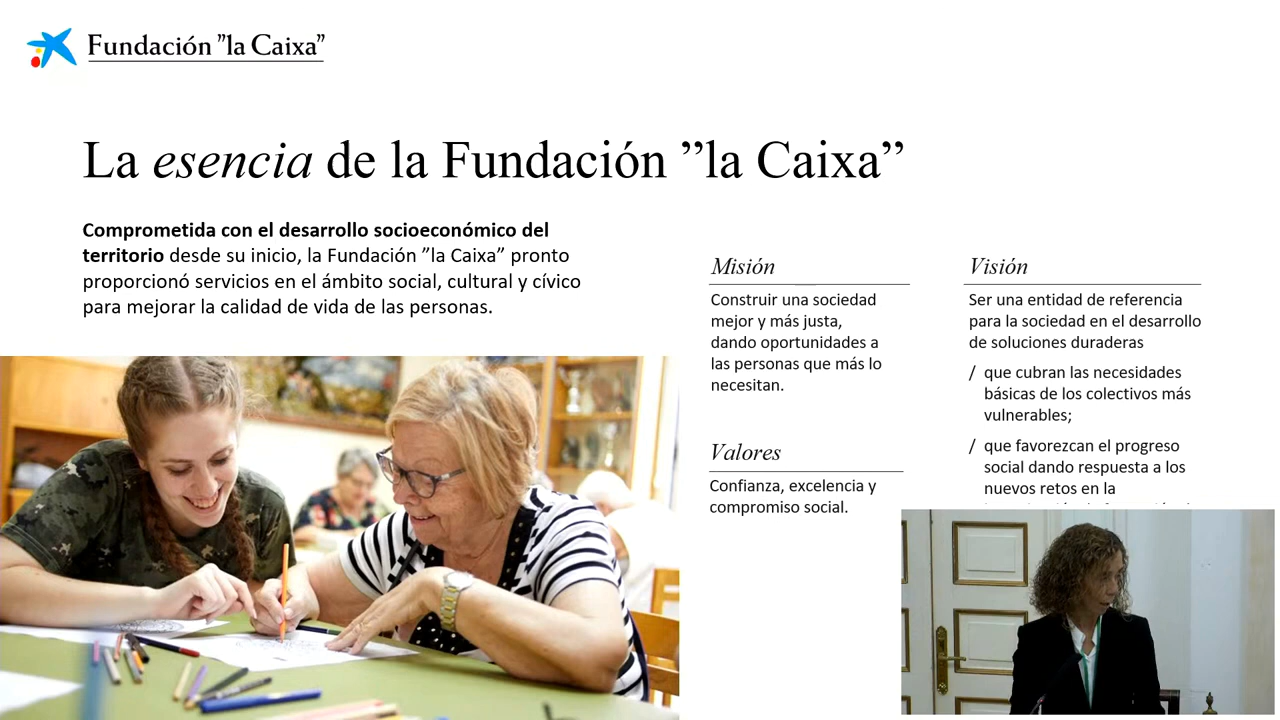 Fundación ”la Caixa”
La esencia de la Fundación ”la Caixa”
Comprometida con el desarrollo socioeconómico del
territorio desde su inicio, la Fundación ”la Caixa” pronto
proporcionó servicios en el ámbito social, cultural y cívico
para mejorar la calidad de vida de las personas.
Misión
Construir una sociedad
mejor y más justa,
dando oportunidades a
las personas que más lo
necesitan.
Valores
Confianza, excelencia y
compromiso social.
Visión
Ser una entidad de referencia
para la sociedad en el desarrollo
de soluciones duraderas
/ que cubran las necesidades
básicas de los colectivos más
vulnerables;
/ que favorezcan el progreso
social dando respuesta a los
nuevos retos en la